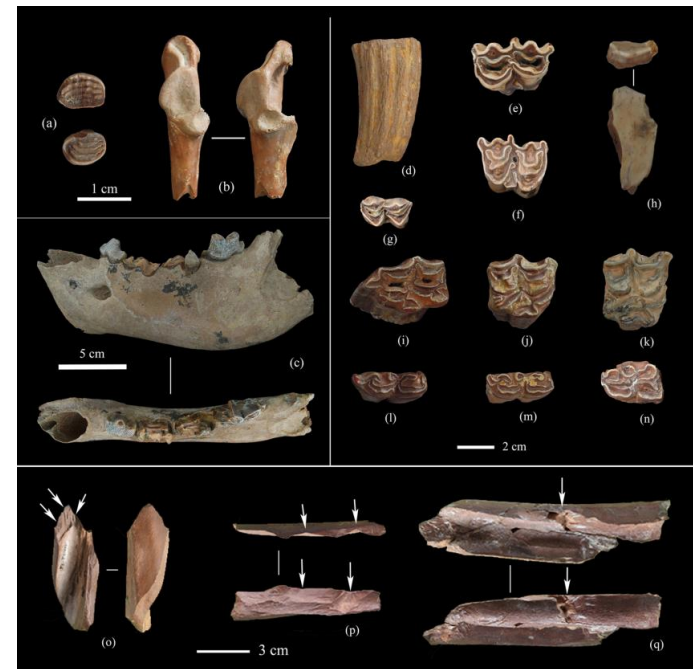 (a)
1 cm
(b)
5 cm
(c)
(d)
(e)
(f)
(g)
(h)
(i)
(j)
(k)
(l)
(m)
(n)
2 cm
(o)
3 cm
(p)
(q)